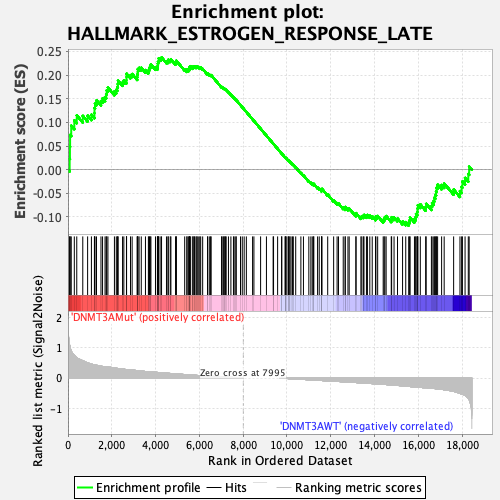 Enrichment plot:
HALLMARK_ESTROGEN_RESPONSE_LATE
Enrichment score (ES)
0.25
0.20
0.15
0.10
0.05
0.00
-0.05
-0.10
Ranked list metric (Signal2Noise)
2
1
0
-1
'DNMT3AMut' (positively correlated)
Zero cross at 7995
'DNMT3AWT' (negatively correlated)
0
2,000
4,000
6,000
8,000
10,000
12,000
14,000
16,000
18,000
Rank in Ordered Dataset
Enrichment profile
Hits
Ranking metric scores